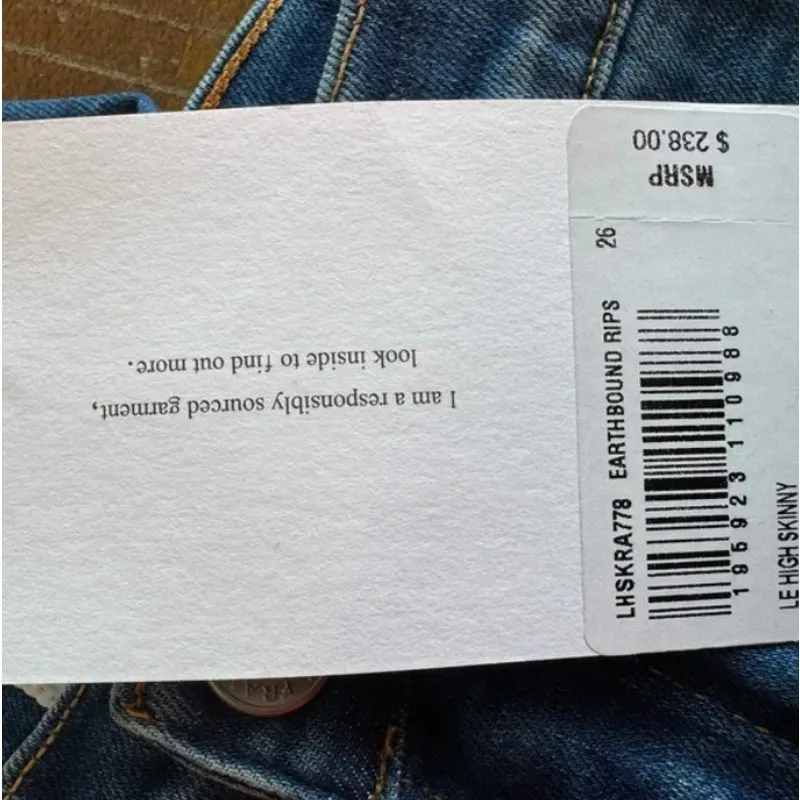 I am a responsibly sourced garment,
look inside to find out more.
MSRP
$ 238.00
26
LHSKRA778 EARTHBOUND RIPS
1 95923 11098 8
LE HIGH SKINNY